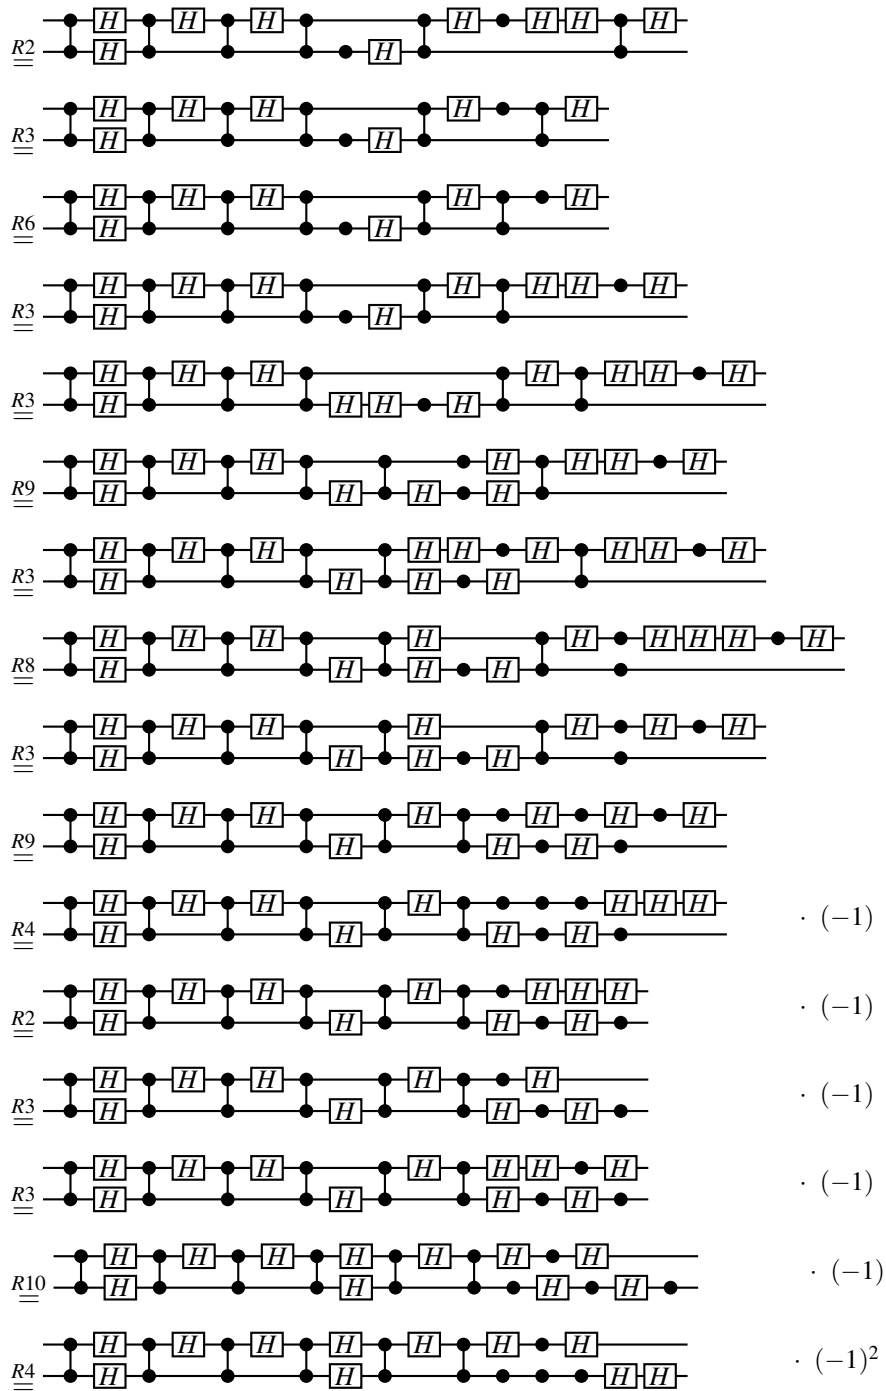 H H H H H H H
R2 = H H
H H H H H
R3 = H H
H H H H H
R6 = H H
H H H H H H H
R3 = H H
H H H H H H H
R3 = H H H H
H H H H H H H
R9 = H H H H
H H H H H H H H H
R3 = H H H H
H H H H H H H H H
R8 = H H H H
H H H H H H H
R3 = H H H H
H H H H H H H
R9 = H H H H
H H H H H H H
R4 = H H H H · (−1)
H H H H H H H
R2 = H H H H · (−1)
H H H H H
R3 = H H H H · (−1)
H H H H H H H
R3 = H H H H · (−1)
H H H H H H H
R10 = H H H H · (−1)
H H H H H H H
R4 = H H H H · (−1)²